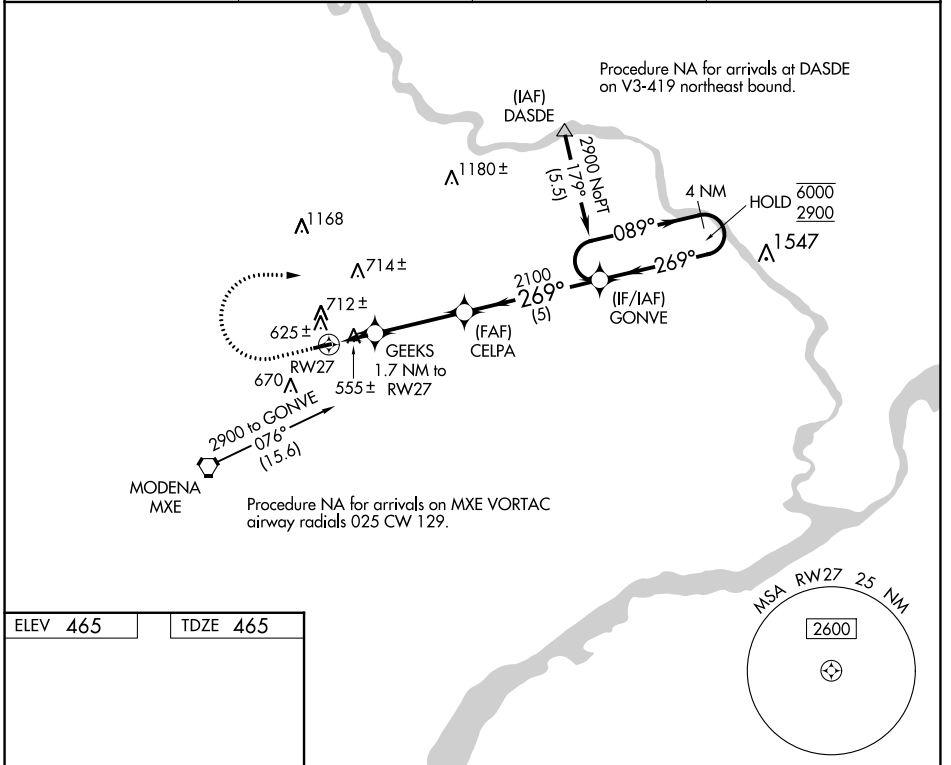 Procedure NA for arrivals at DASDE
on V3-419 northeast bound.
(IAF)
DASDE
2900 NoPT
179°
(5.5)
1180±
4 NM
HOLD
6000
2900
1168
089°
269°
1547
714±
2100
269°
(5)
(IF/IAF)
GONVE
712±
625±
(FAF)
CELPA
GEEKS
1.7 NM to
RW27
RW27
670
555±
2900 to GONVE
076°
(15.6)
MODENA
MXE
Procedure NA for arrivals on MXE VORTAC
airway radials 025 CW 129.
MSA RW27 25 NM
2600
ELEV 465
TDZE 465